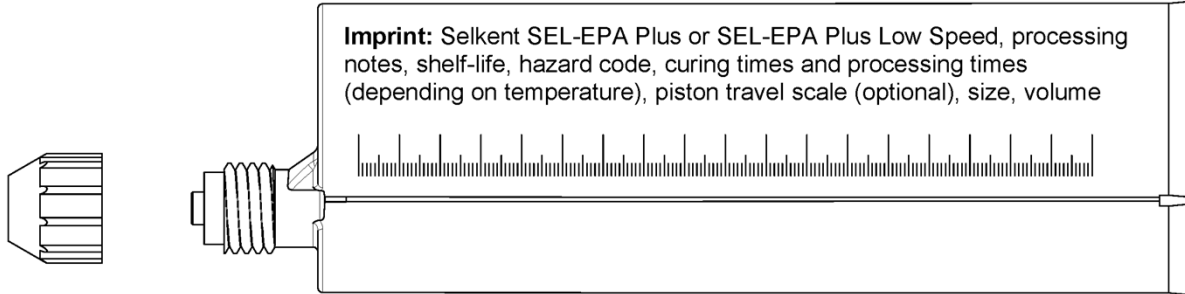 Imprint: Selkent SEL-EPA Plus or SEL-EPA Plus Low Speed, processing
notes, shelf-life, hazard code, curing times and processing times
(depending on temperature), piston travel scale (optional), size, volume